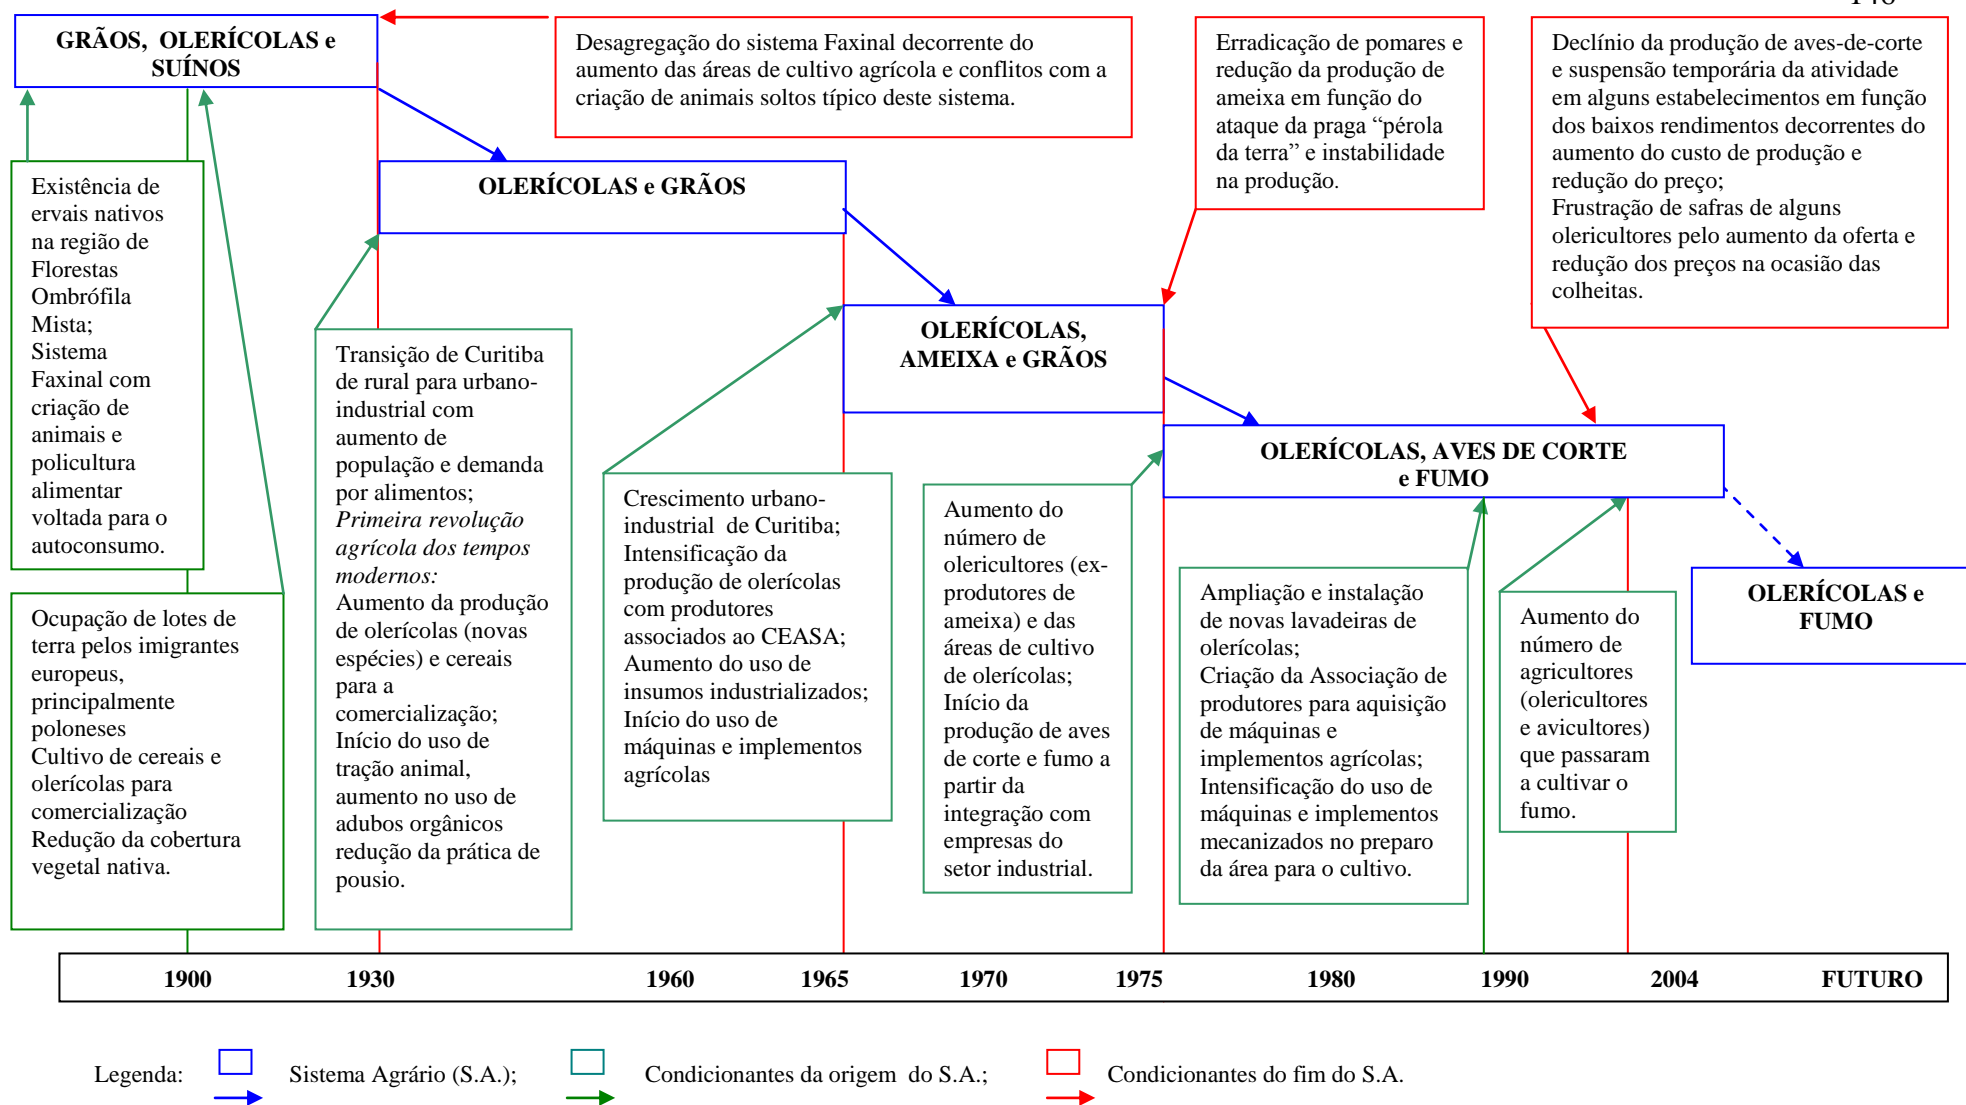 GRÃOS, OLERÍCOLAS e
SUÍNOS
Desagregação do sistema Faxinal decorrente do
aumento das áreas de cultivo agrícola e conflitos com a
criação de animais soltos típico deste sistema.
Erradicação de pomares e
redução da produção de
ameixa em função do
ataque da praga “pérola
da terra” e instabilidade
na produção.
Declínio da produção de aves-de-corte
e suspensão temporária da atividade
em alguns estabelecimentos em função
dos baixos rendimentos decorrentes do
aumento do custo de produção e
redução do preço;
Frustração de safras de alguns
olericultores pelo aumento da oferta e
redução dos preços na ocasião das
colheitas.
OLERÍCOLAS e GRÃOS
OLERÍCOLAS,
AMEIXA e GRÃOS
OLERÍCOLAS, AVES DE CORTE
e FUMO
OLERÍCOLAS e
FUMO
Existência de
ervais nativos
na região de
Florestas
Ombrófila
Mista;
Sistema
Faxinal com
criação de
animais e
policultura
alimentar
voltada para o
autoconsumo.
Ocupação de lotes de
terra pelos imigrantes
europeus,
principalmente
poloneses
Cultivo de cereais e
olerícolas para
comercialização
Redução da cobertura
vegetal nativa.
Transição de Curitiba
de rural para urbano-
industrial com
aumento de
população e demanda
por alimentos;
Primeira revolução
agrícola dos tempos
modernos:
Aumento da produção
de olerícolas (novas
espécies) e cereais
para a
comercialização;
Início do uso de
tração animal,
aumento no uso de
adubos orgânicos
redução da prática de
pousio.
Crescimento urbano-
industrial de Curitiba;
Intensificação da
produção de olerícolas
com produtores
associados ao CEASA;
Aumento do uso de
insumos industrializados;
Início do uso de
máquinas e implementos
agrícolas
Aumento do
número de
olericultores (ex-
produtores de
ameixa) e das
áreas de cultivo
de olerícolas;
Início da
produção de aves
de corte e fumo a
partir da
integração com
empresas do
setor industrial.
Ampliação e instalação
de novas lavadeiras de
olerícolas;
Criação da Associação de
produtores para aquisição
de máquinas e
implementos agrícolas;
Intensificação do uso de
máquinas e implementos
mecanizados no preparo
da área para o cultivo.
Aumento do
número de
agricultores
(olericultores
e avicultores)
que passaram
a cultivar o
fumo.
1900 1930 1960 1965 1970 1975 1980 1990 2004 FUTURO
Legenda: Sistema Agrário (S.A.); Condicionantes da origem do S.A.; Condicionantes do fim do S.A.